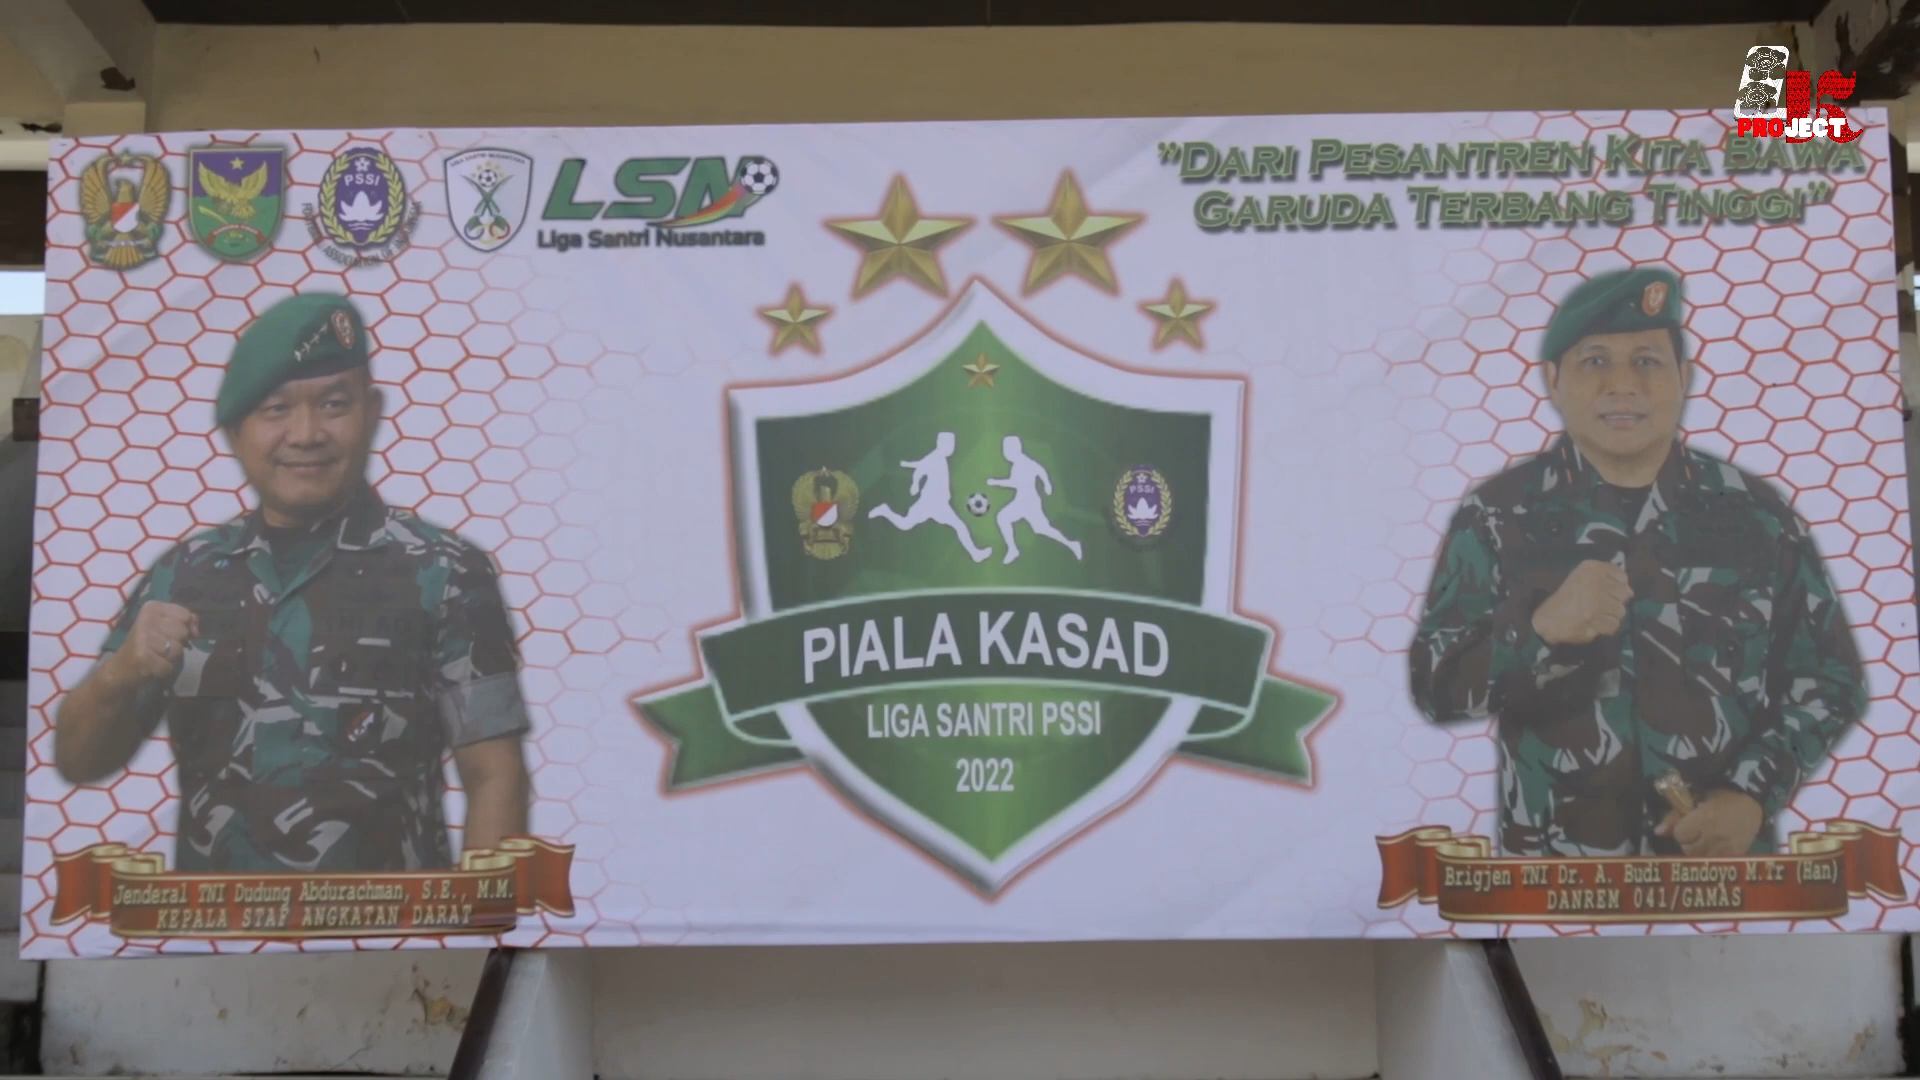 PROJECT
PSSI
LSN
Liga Santri Nusantara
"DARI PESANTREN KITA BAWA
GARUDA TERBANG TINGGI"
PSSI
PIALA KASAD
LIGA SANTRI PSSI
2022
Jenderal TNI Dudung Abdurachman, S.E., M.M.
KEPALA STAF ANGKATAN DARAT
Brigjen TNI Dr. A. Budi Handoyo M.Tr (Han)
DANREM 041/GAMAS